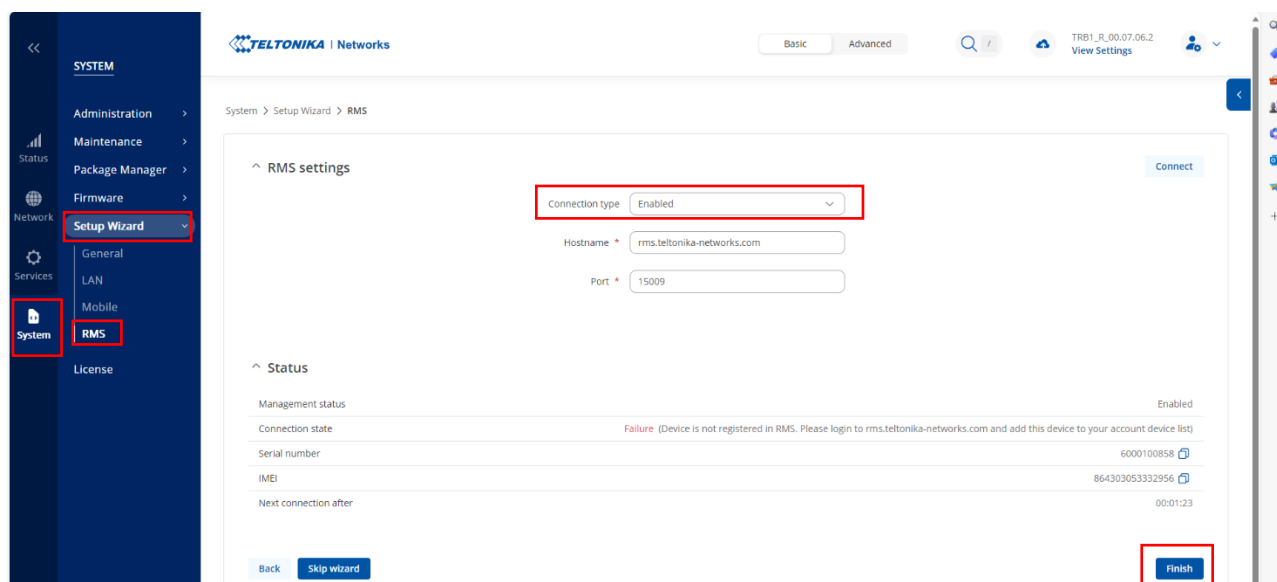 TELTONIKA | Networks
Basic
Advanced
/
TRB1_R_00.07.06.2
View Settings
SYSTEM
Administration
Maintenance
Package Manager
Firmware
Setup Wizard
General
LAN
Mobile
RMS
License
Status
Network
Services
System
System > Setup Wizard > RMS
RMS settings
Connect
Connection type Enabled
Hostname * rms.teltonika-networks.com
Port * 15009
Status
Management status Enabled
Connection state Failure (Device is not registered in RMS. Please login to rms.teltonika-networks.com and add this device to your account device list)
Serial number 6000100858
IMEI 864303053332956
Next connection after 00:01:23
Back
Skip wizard
Finish